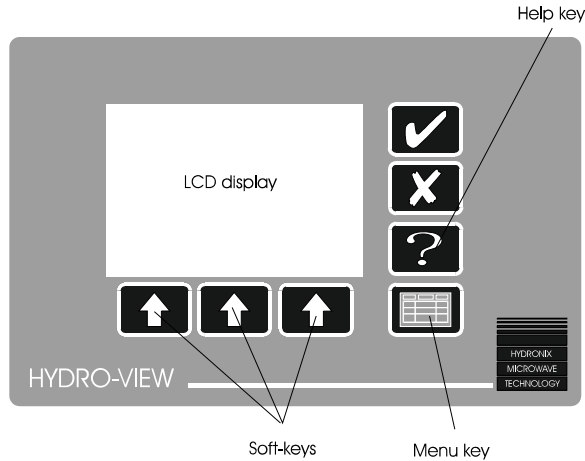 Help key
LCD display
?
HYDRO-VIEW
HYDRONIX
MICROWAVE
TECHNOLOGY
Soft-keys
Menu key